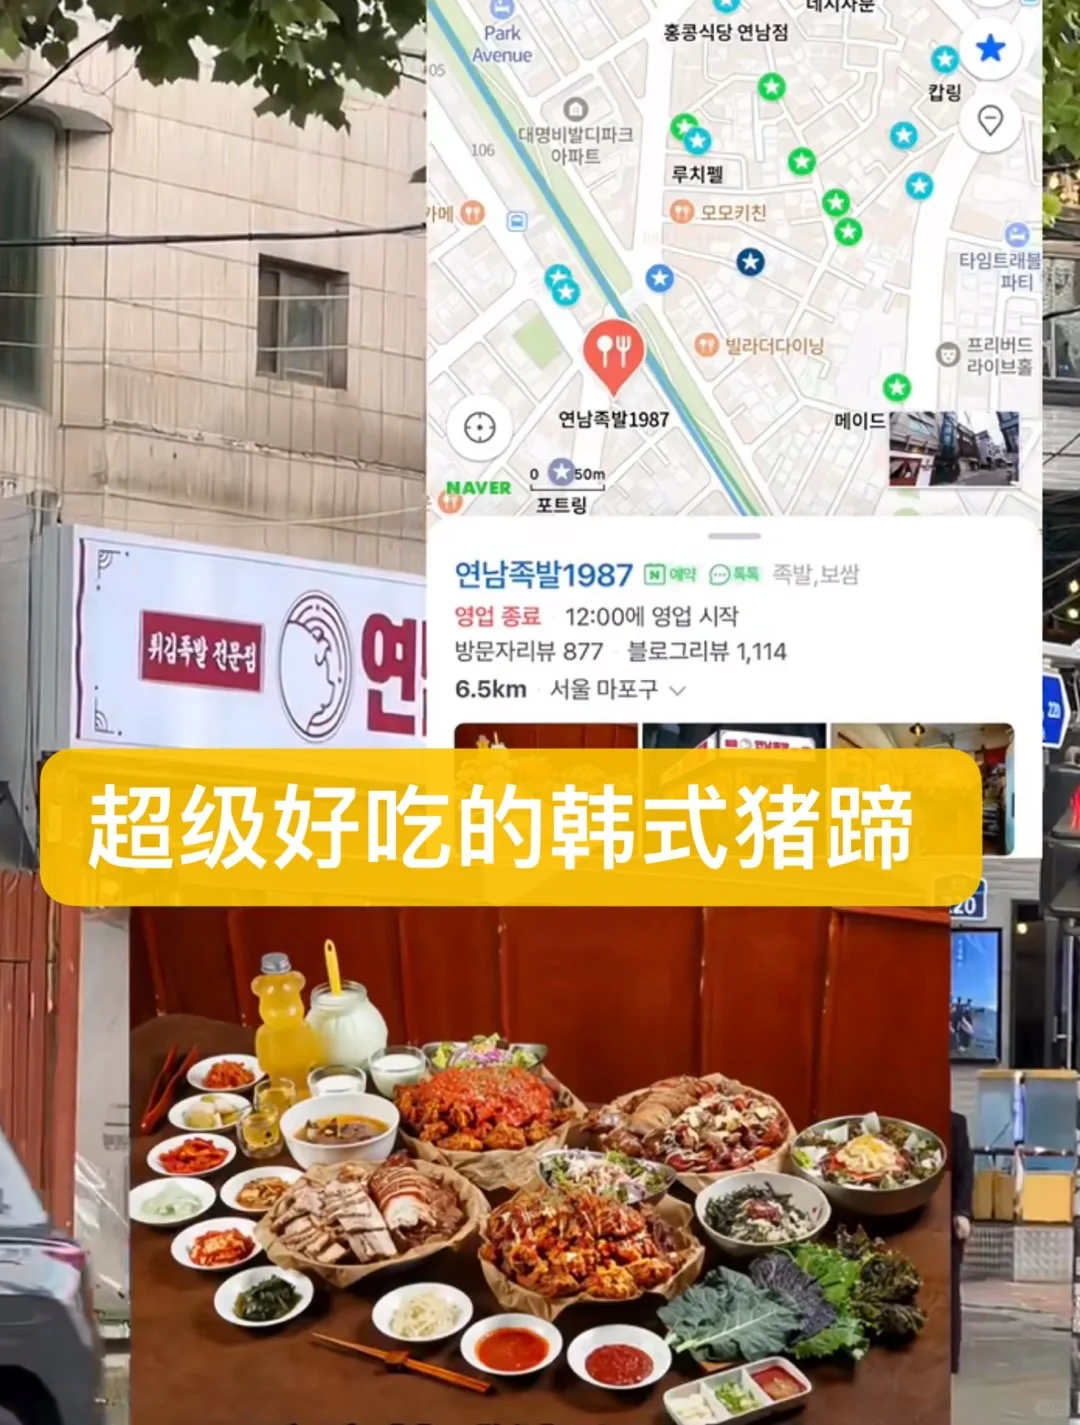 Park
Avenue
홍콩식당 연남점
캅링
대명비발디파크
아파트
106
루치펠
카메
모모키친
타임트래블
파티
빌라더다이닝
프리버드
라이브홀
연남족발1987
메이드
NAVER
0 50m
포트링
연남족발1987 N예약 톡톡 족발,보쌈
영업 종료 · 12:00에 영업 시작
방문자리뷰 877 · 블로그리뷰 1,114
6.5km · 서울 마포구
튀김족발 전문점
연
220
超级好吃的韩式猪蹄